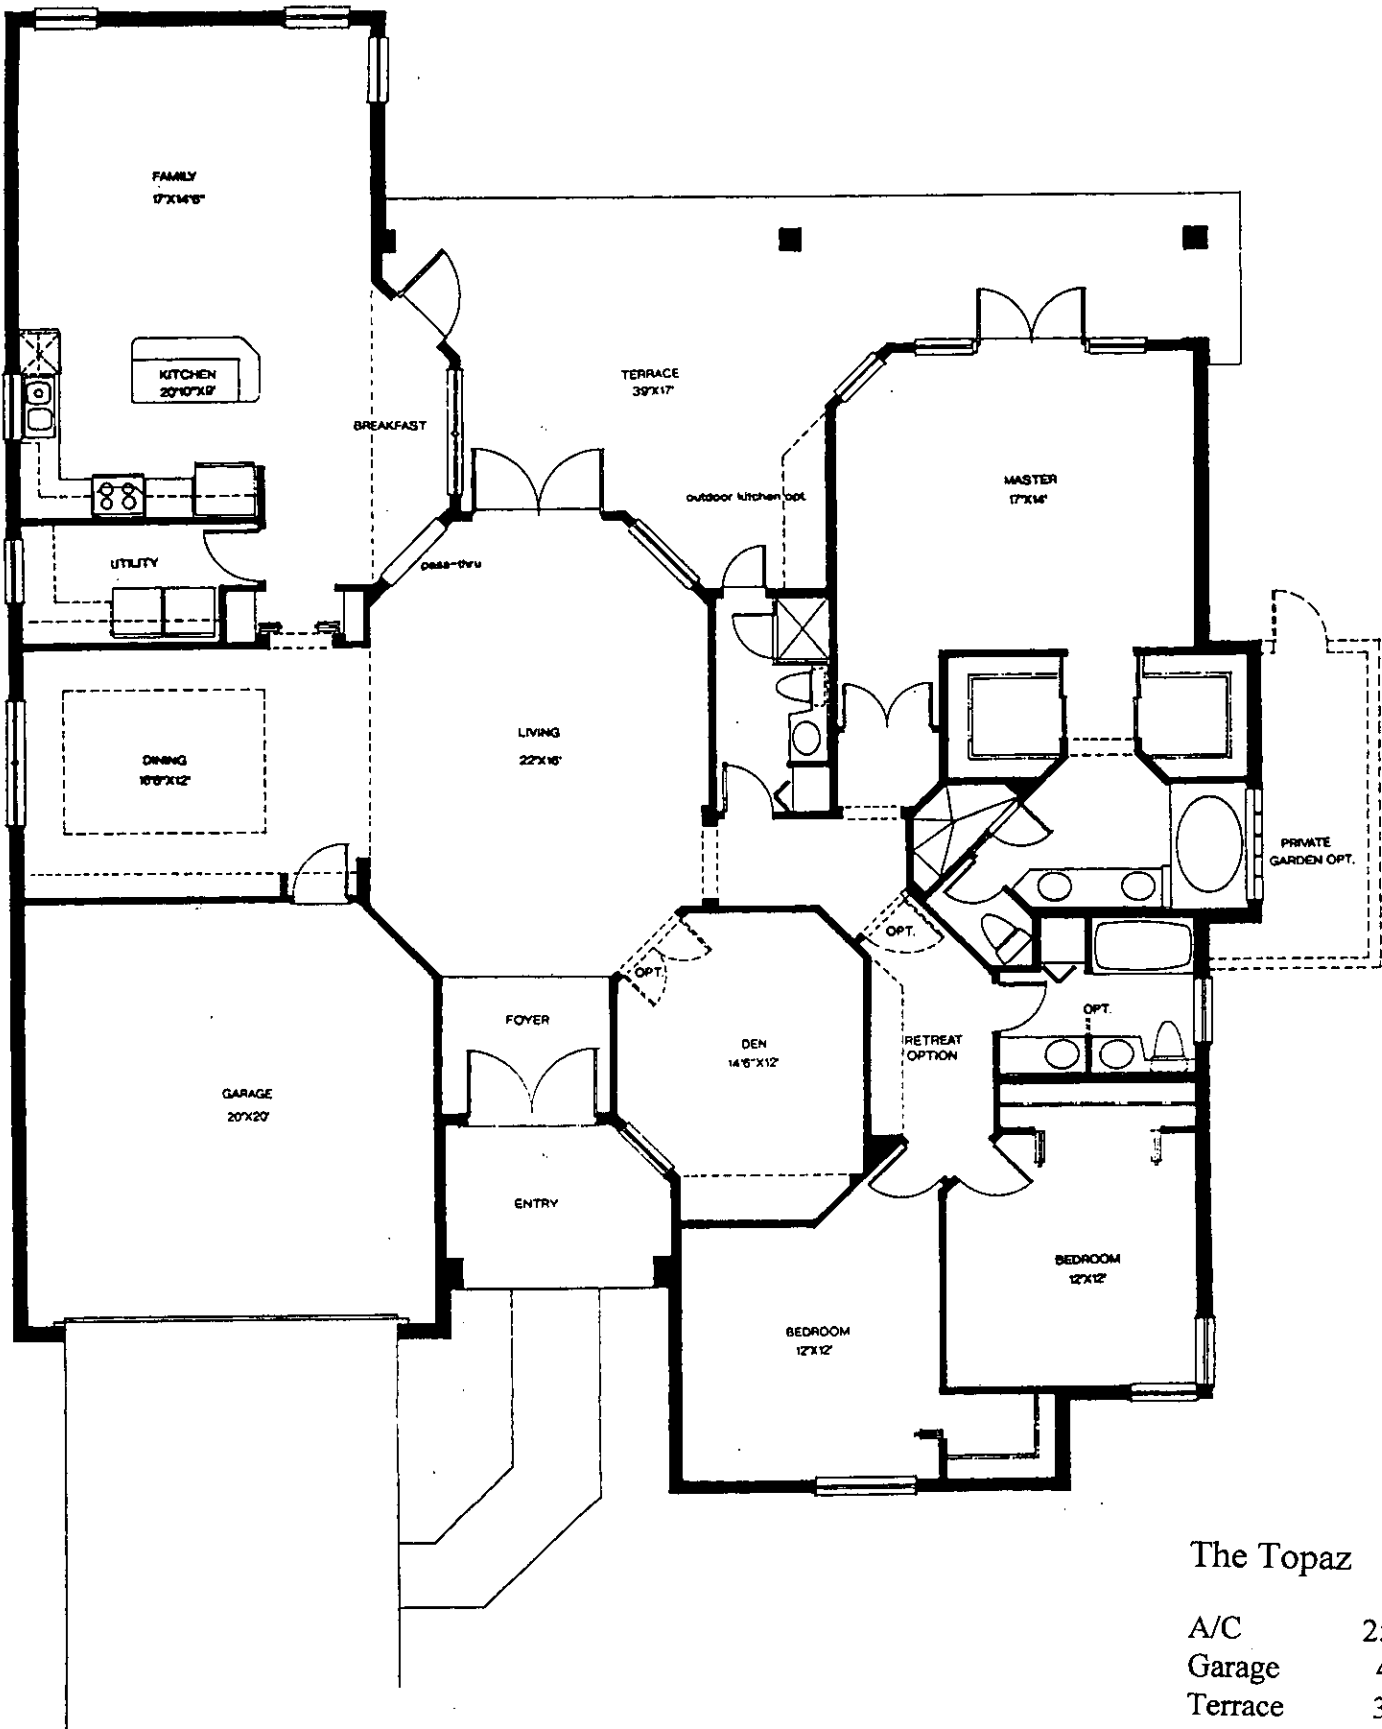 FAMILY
17'X14'6"
KITCHEN
20'10"X9'
TERRACE
39'X17'
BREAKFAST
MASTER
17'X14'
outdoor kitchen opt.
UTILITY
pass-thru
LIVING
22'X16'
DINING
16'6"X12'
PRIVATE
GARDEN OPT.
OPT.
OPT.
OPT.
FOYER
DEN
14'6"X12'
RETREAT
OPTION
GARAGE
20'X20'
ENTRY
BEDROOM
12'X12'
BEDROOM
12'X12'
The Topaz
A/C
Garage
Terrace